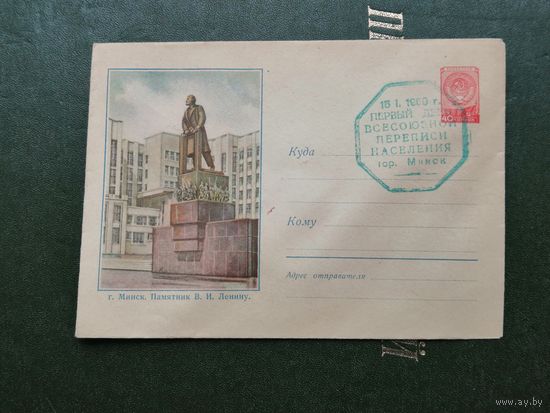 15 I. 1959 г.
ПЕРВЫЙ ДЕНЬ
ВСЕСОЮЗНОЙ
ПЕРЕПИСИ
НАСЕЛЕНИЯ
гор. Минск
40
Куда
Кому
Адрес отправителя
г. Минск. Памятник В. И. Ленину.
www.ay.by